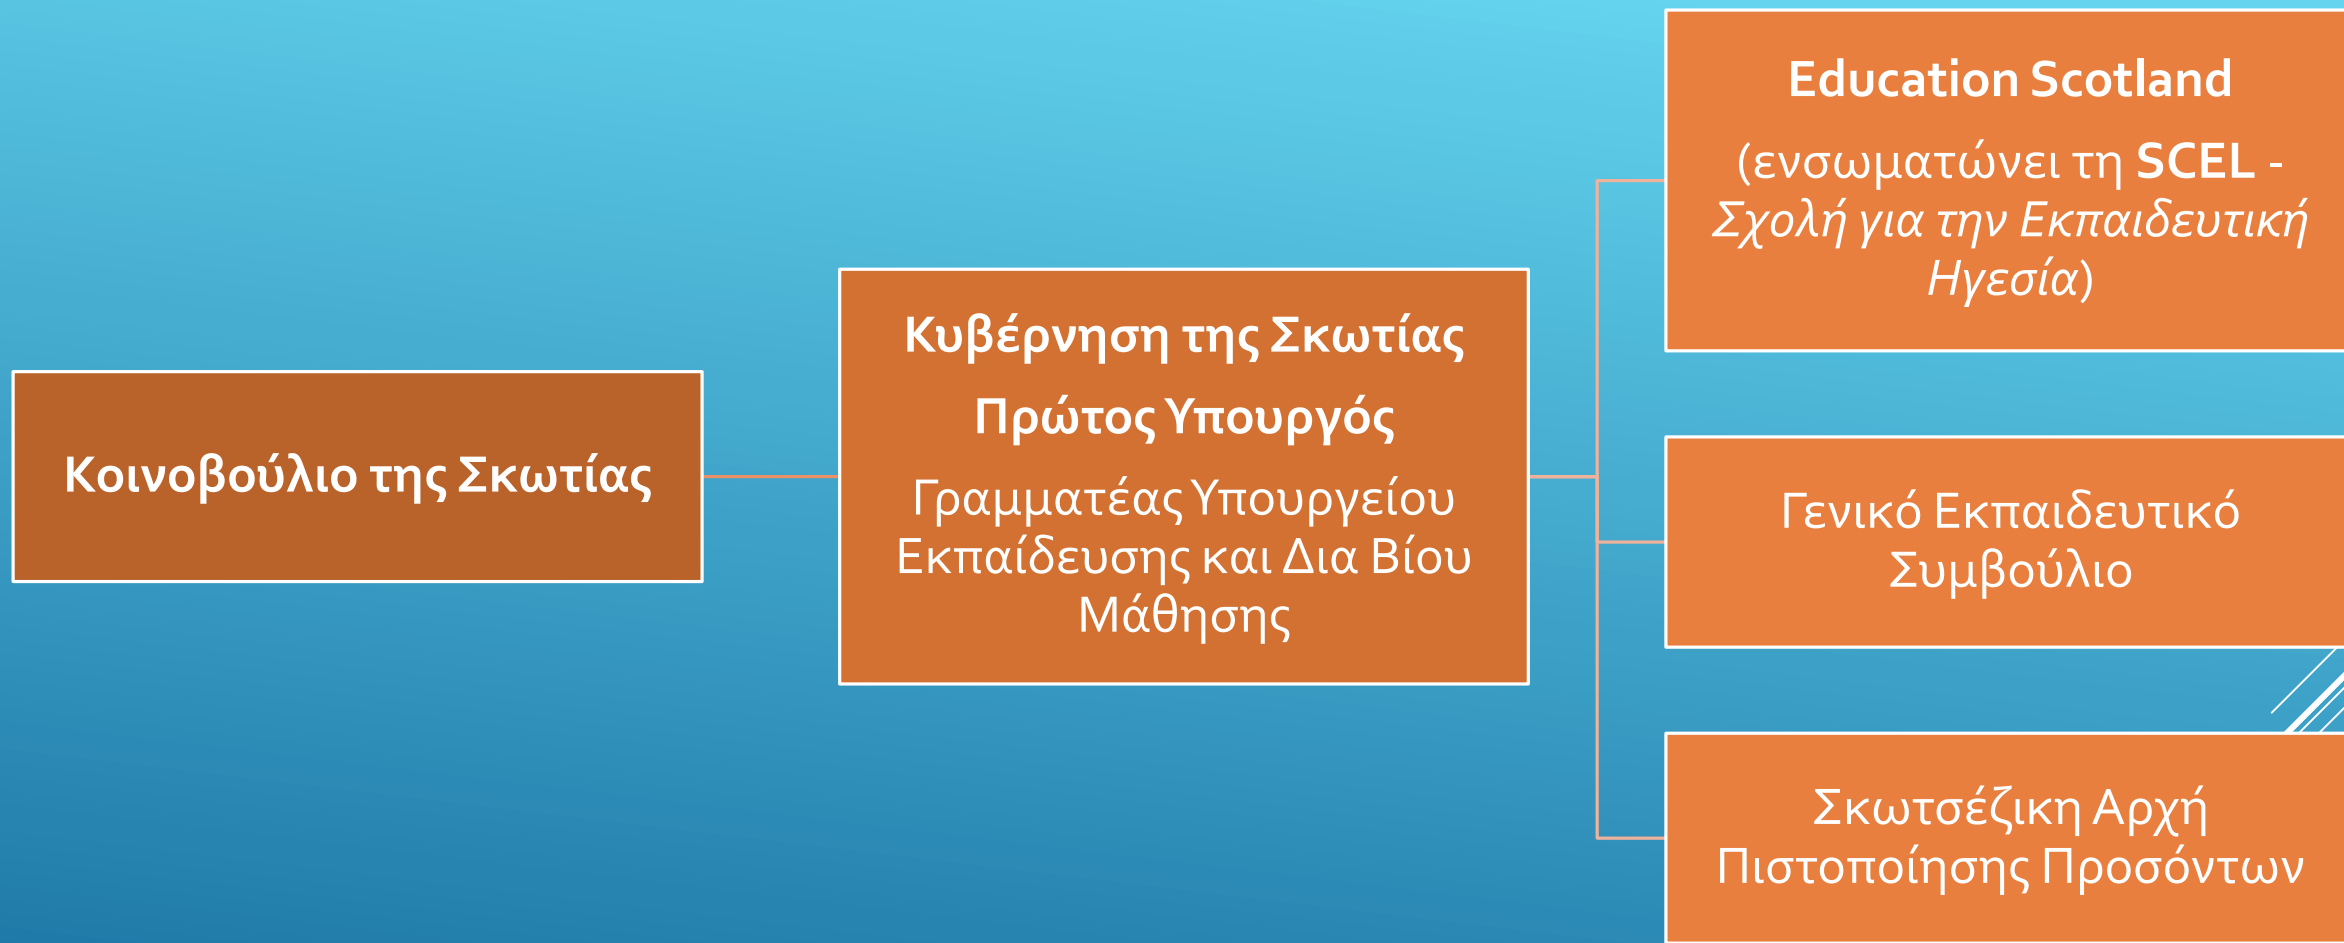 Κοινοβούλιο της Σκωτίας
Κυβέρνηση της Σκωτίας
Πρώτος Υπουργός
Γραμματέας Υπουργείου
Εκπαίδευσης και Δια Βίου
Μάθησης
Education Scotland
(ενσωματώνει τη SCEL -
Σχολή για την Εκπαιδευτική
Ηγεσία)
Γενικό Εκπαιδευτικό
Συμβούλιο
Σκωτσέζικη Αρχή
Πιστοποίησης Προσόντων